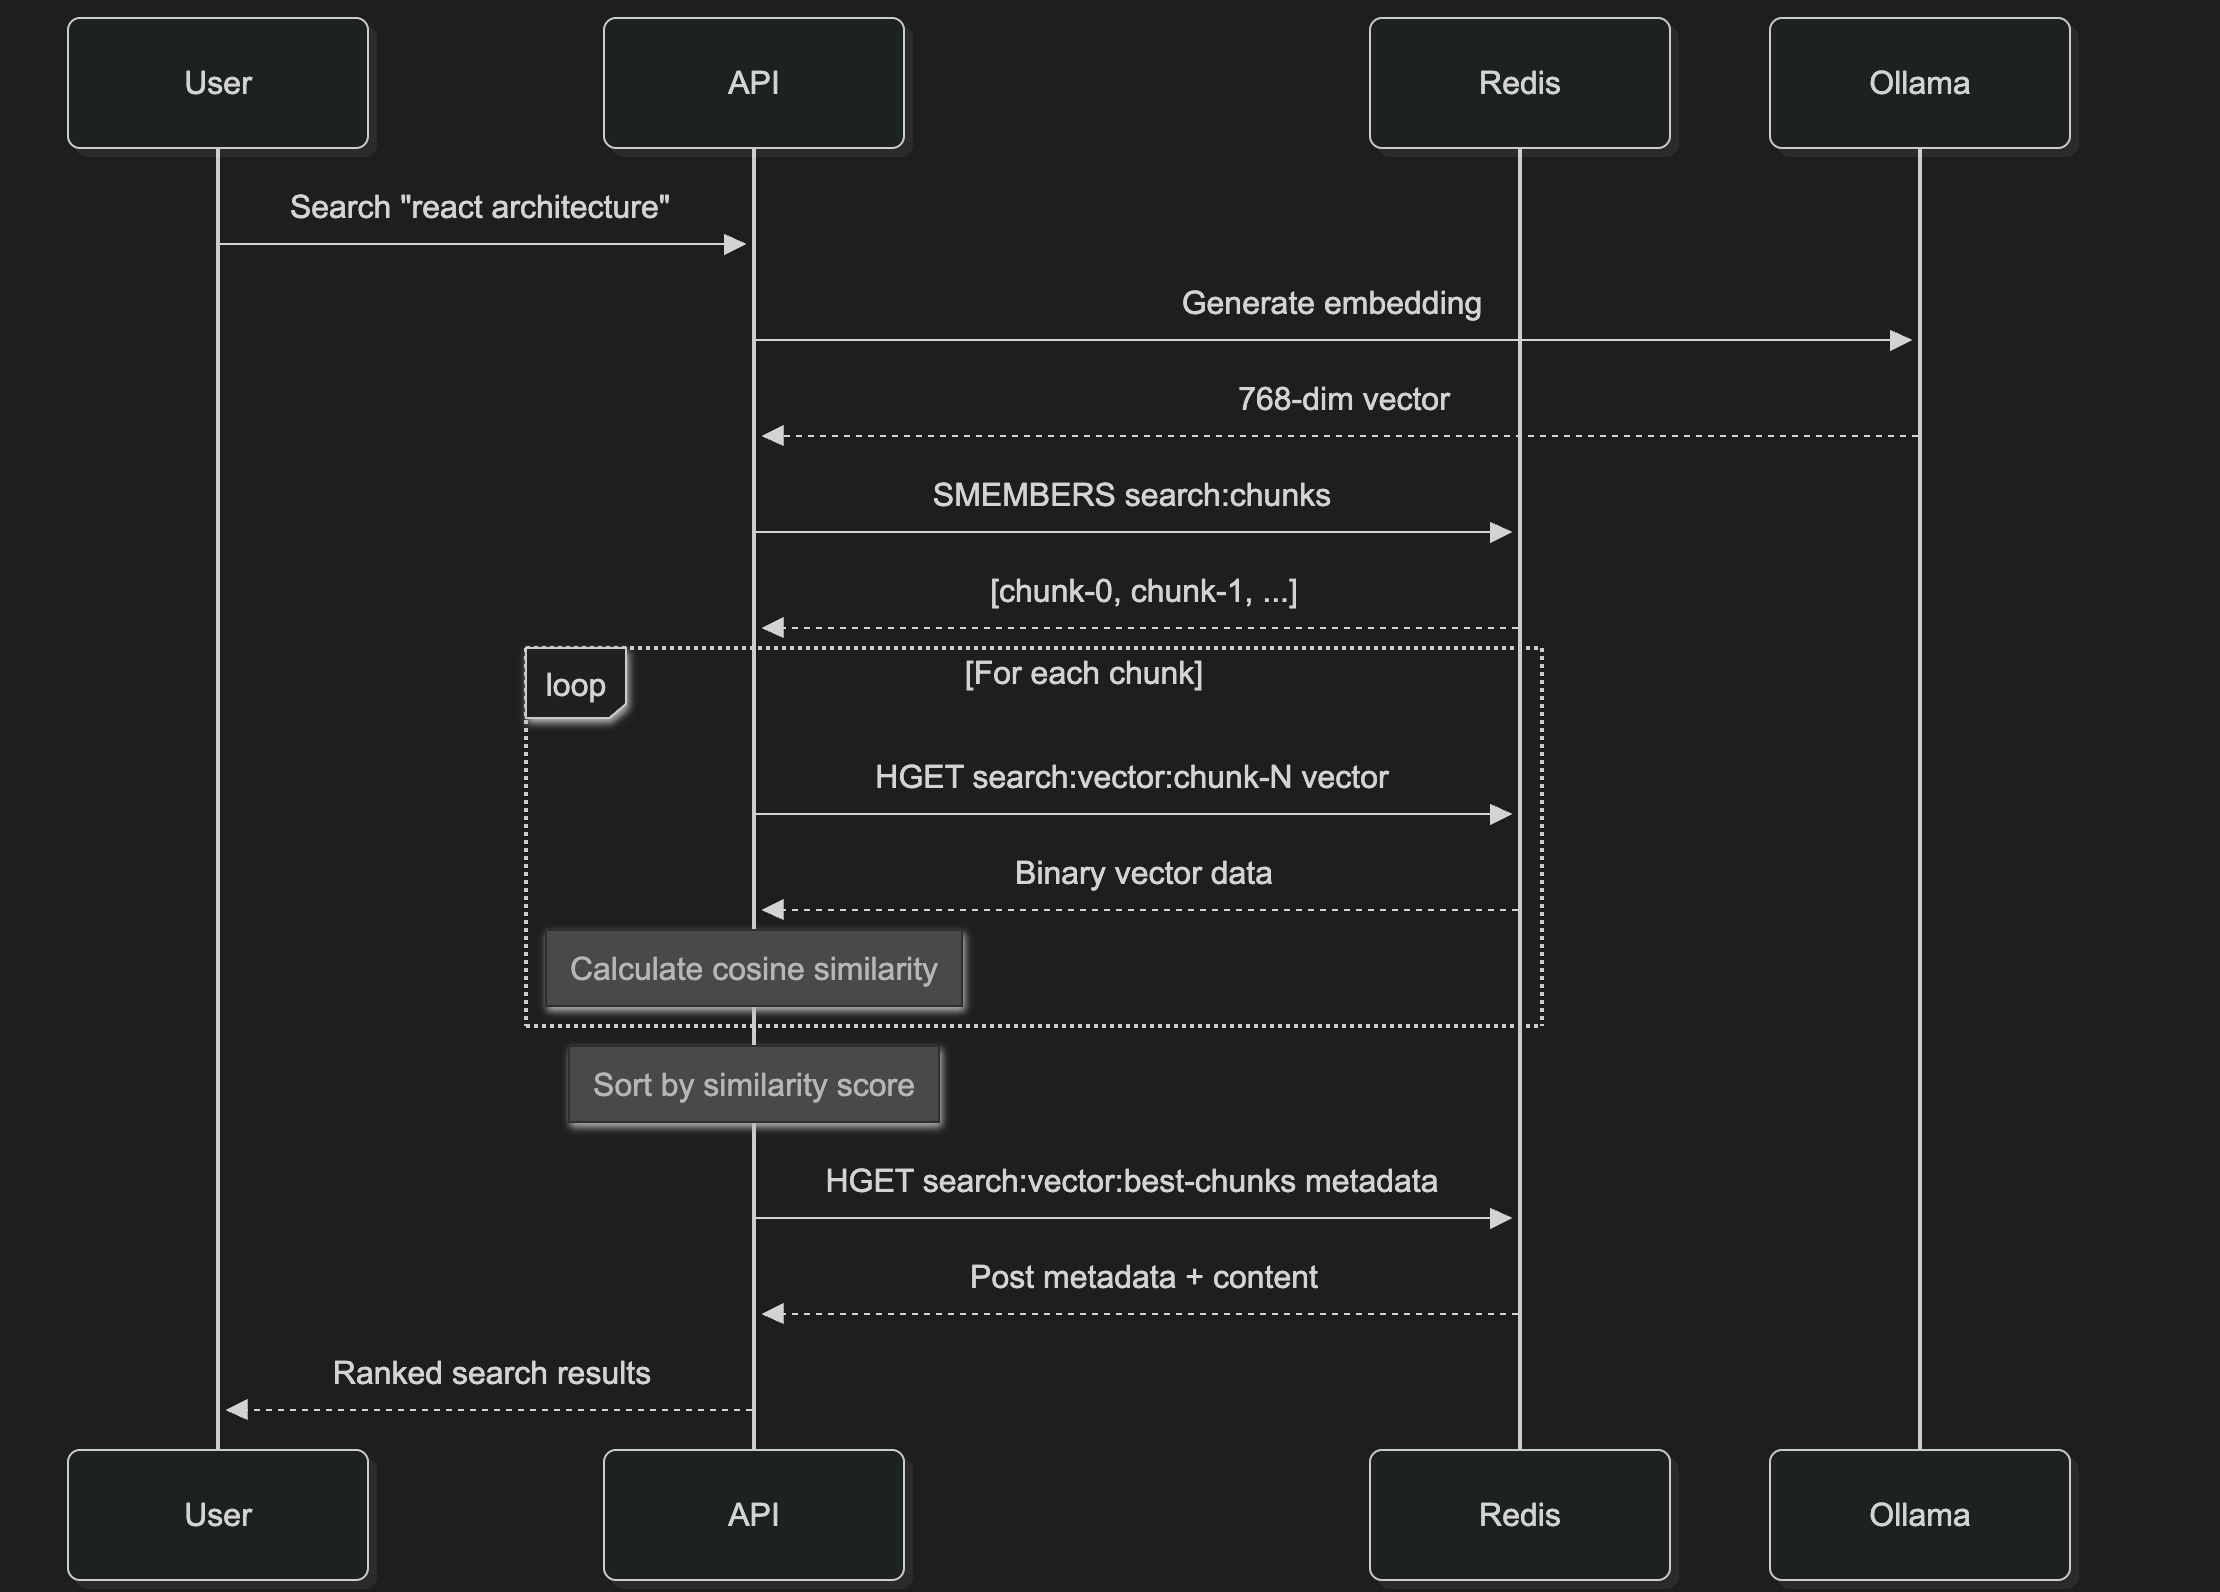 User
API
Redis
Ollama
Search "react architecture"
Generate embedding
768-dim vector
SMEMBERS search:chunks
[chunk-0, chunk-1, ...]
loop
[For each chunk]
HGET search:vector:chunk-N vector
Binary vector data
Calculate cosine similarity
Sort by similarity score
HGET search:vector:best-chunks metadata
Post metadata + content
Ranked search results
User
API
Redis
Ollama